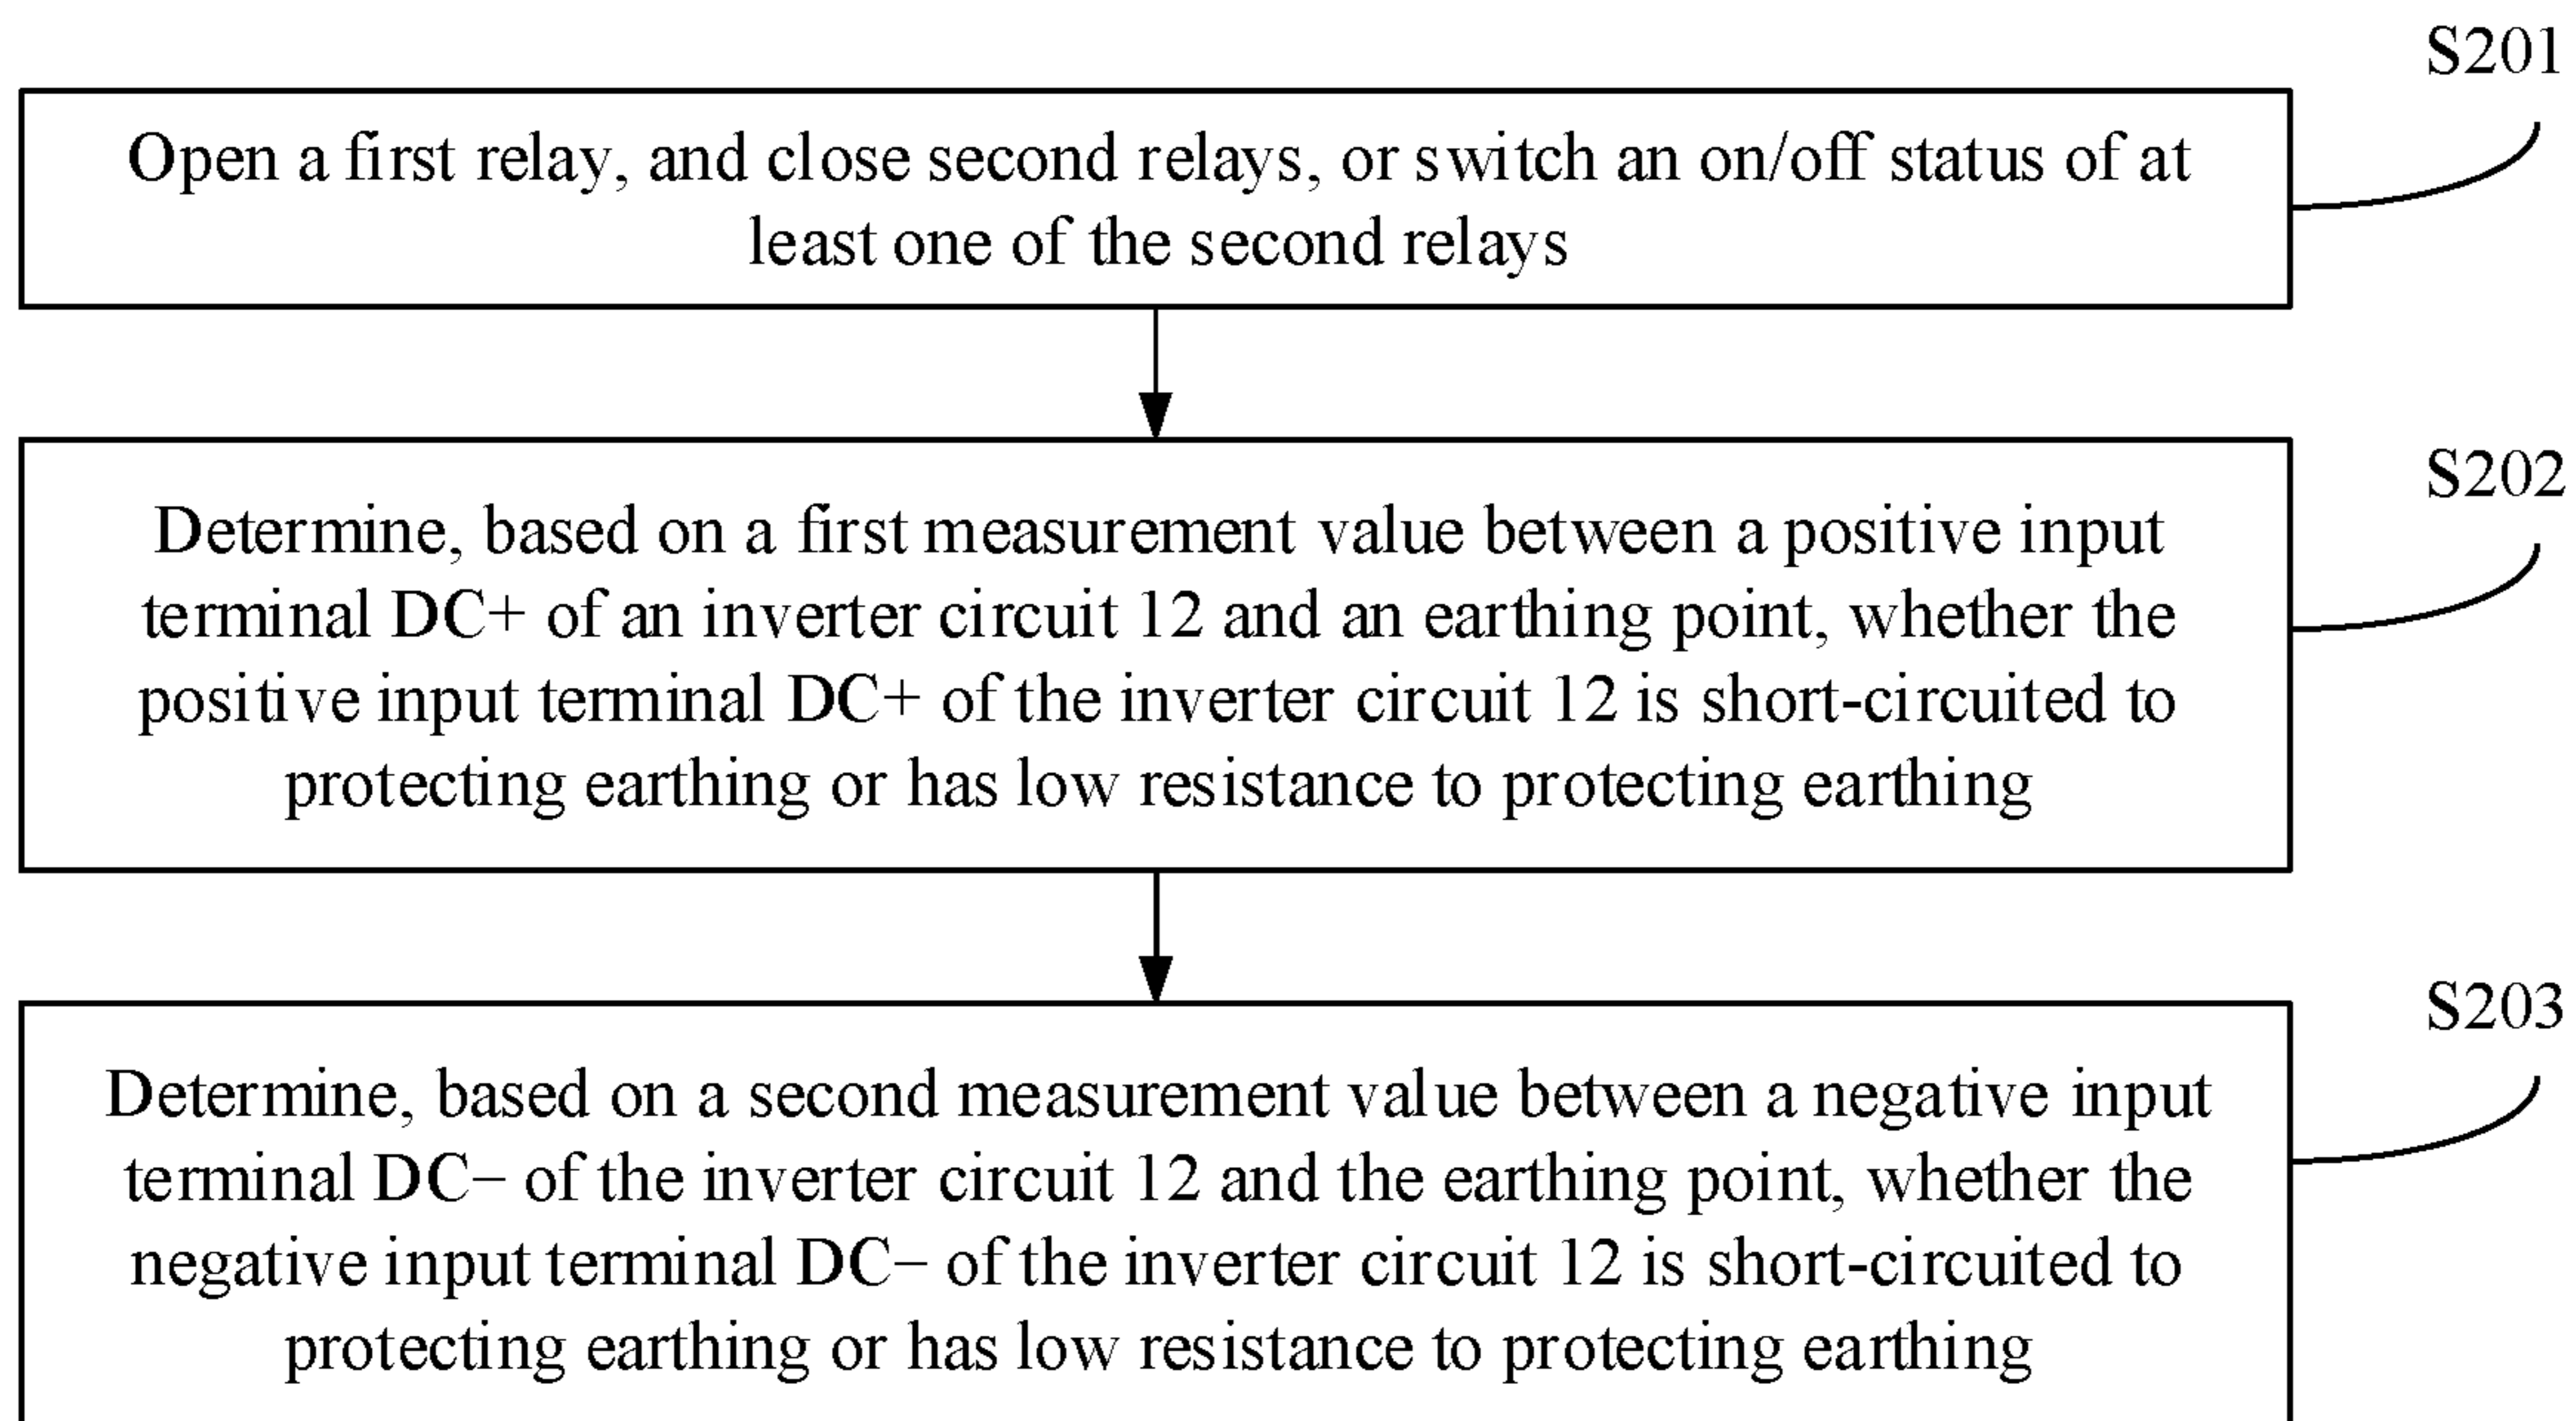 S201
Open a first relay, and close second relays, or switch an on/off status of at
least one of the second relays
S202
Determine, based on a first measurement value between a positive input
terminal DC+ of an inverter circuit 12 and an earthing point, whether the
positive input terminal DC+ of the inverter circuit 12 is short-circuited to
protecting earthing or has low resistance to protecting earthing
S203
Determine, based on a second measurement value between a negative input
terminal DC− of the inverter circuit 12 and the earthing point, whether the
negative input terminal DC− of the inverter circuit 12 is short-circuited to
protecting earthing or has low resistance to protecting earthing